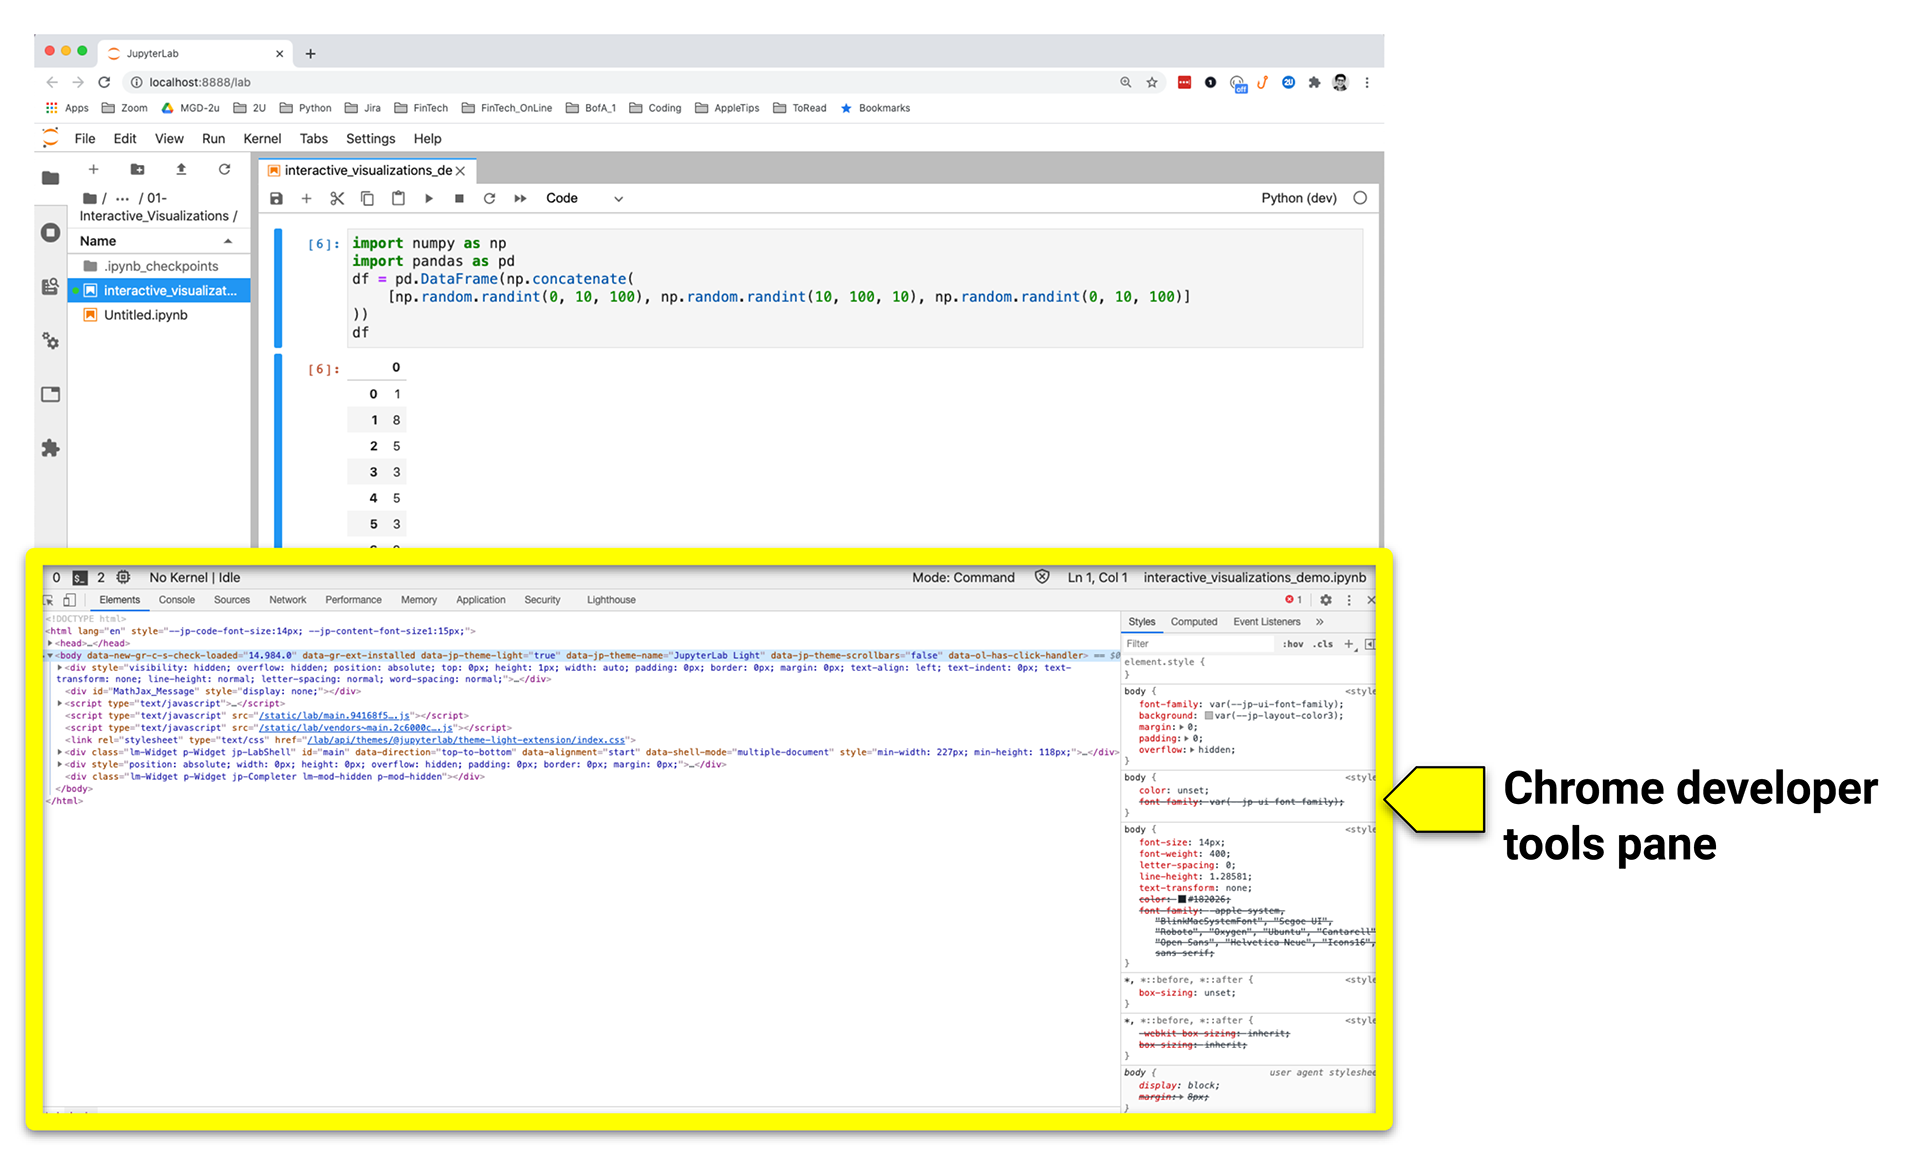 JupyterLab
localhost:8888/lab
off
2U
Apps Zoom MGD-2u 2U Python Jira FinTech FinTech_OnLine BofA_1 Coding AppleTips ToRead Bookmarks
File Edit View Run Kernel Tabs Settings Help
/ ... / 01-
Interactive_Visualizations /
Name
.ipynb_checkpoints
interactive_visualizat...
Untitled.ipynb
interactive_visualizations_de
Code
Python (dev)
[6]: import numpy as np
import pandas as pd
df = pd.DataFrame(np.concatenate(
[np.random.randint(0, 10, 100), np.random.randint(10, 100, 10), np.random.randint(0, 10, 100)]
))
df
[6]: 0
0 1
1 8
2 5
3 3
4 5
5 3
0 $_ 2 No Kernel | Idle Mode: Command Ln 1, Col 1 interactive_visualizations_demo.ipynb
Elements Console Sources Network Performance Memory Application Security Lighthouse 1
<!DOCTYPE html>
<html lang="en" style="--jp-code-font-size:14px; --jp-content-font-size1:15px;">
<head>…</head>
<body data-new-gr-c-s-check-loaded="14.984.0" data-gr-ext-installed data-jp-theme-light="true" data-jp-theme-name="JupyterLab Light" data-jp-theme-scrollbars="false" data-ol-has-click-handler> == $0
<div style="visibility: hidden; overflow: hidden; position: absolute; top: 0px; height: 1px; width: auto; padding: 0px; border: 0px; margin: 0px; text-align: left; text-indent: 0px; text-
transform: none; line-height: normal; letter-spacing: normal; word-spacing: normal;">…</div>
<div id="MathJax_Message" style="display: none;"></div>
<script type="text/javascript">…</script>
<script type="text/javascript" src="/static/lab/main.94168f5….js"></script>
<script type="text/javascript" src="/static/lab/vendors~main.2c6000c….js"></script>
<link rel="stylesheet" type="text/css" href="/lab/api/themes/@jupyterlab/theme-light-extension/index.css">
<div class="lm-Widget p-Widget jp-LabShell" id="main" data-direction="top-to-bottom" data-alignment="start" data-shell-mode="multiple-document" style="min-width: 227px; min-height: 118px;">…</div>
<div style="position: absolute; width: 0px; height: 0px; overflow: hidden; padding: 0px; border: 0px; margin: 0px;">…</div>
<div class="lm-Widget p-Widget jp-Completer lm-mod-hidden p-mod-hidden"></div>
</body>
</html>
Styles Computed Event Listeners »
Filter :hov .cls +
element.style {
}
body { <style
font-family: var(--jp-ui-font-family);
background: var(--jp-layout-color3);
margin: 0;
padding: 0;
overflow: hidden;
}
body { <style
color: unset;
font-family: var(--jp-ui-font-family);
}
body { <style
font-size: 14px;
font-weight: 400;
letter-spacing: 0;
line-height: 1.28581;
text-transform: none;
color: #182026;
font-family: -apple-system,
"BlinkMacSystemFont", "Segoe UI",
"Roboto", "Oxygen", "Ubuntu", "Cantarell"
"Open Sans", "Helvetica Neue", "Icons16",
sans-serif;
}
*, *::before, *::after { <style
box-sizing: unset;
}
*, *::before, *::after { <style
-webkit-box-sizing: inherit;
box-sizing: inherit;
}
body { user agent styleshee
display: block;
margin: 8px;
}
Chrome developer
tools pane